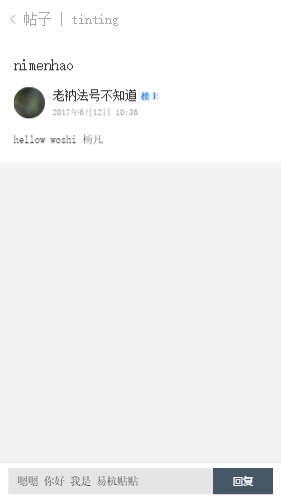 帖子 | tinting
nimenhao
老衲法号不知道 楼主
2017年6月12日 10:36
hellow woshi 杨凡
嗯嗯 你好 我是 易杭贴贴 回复